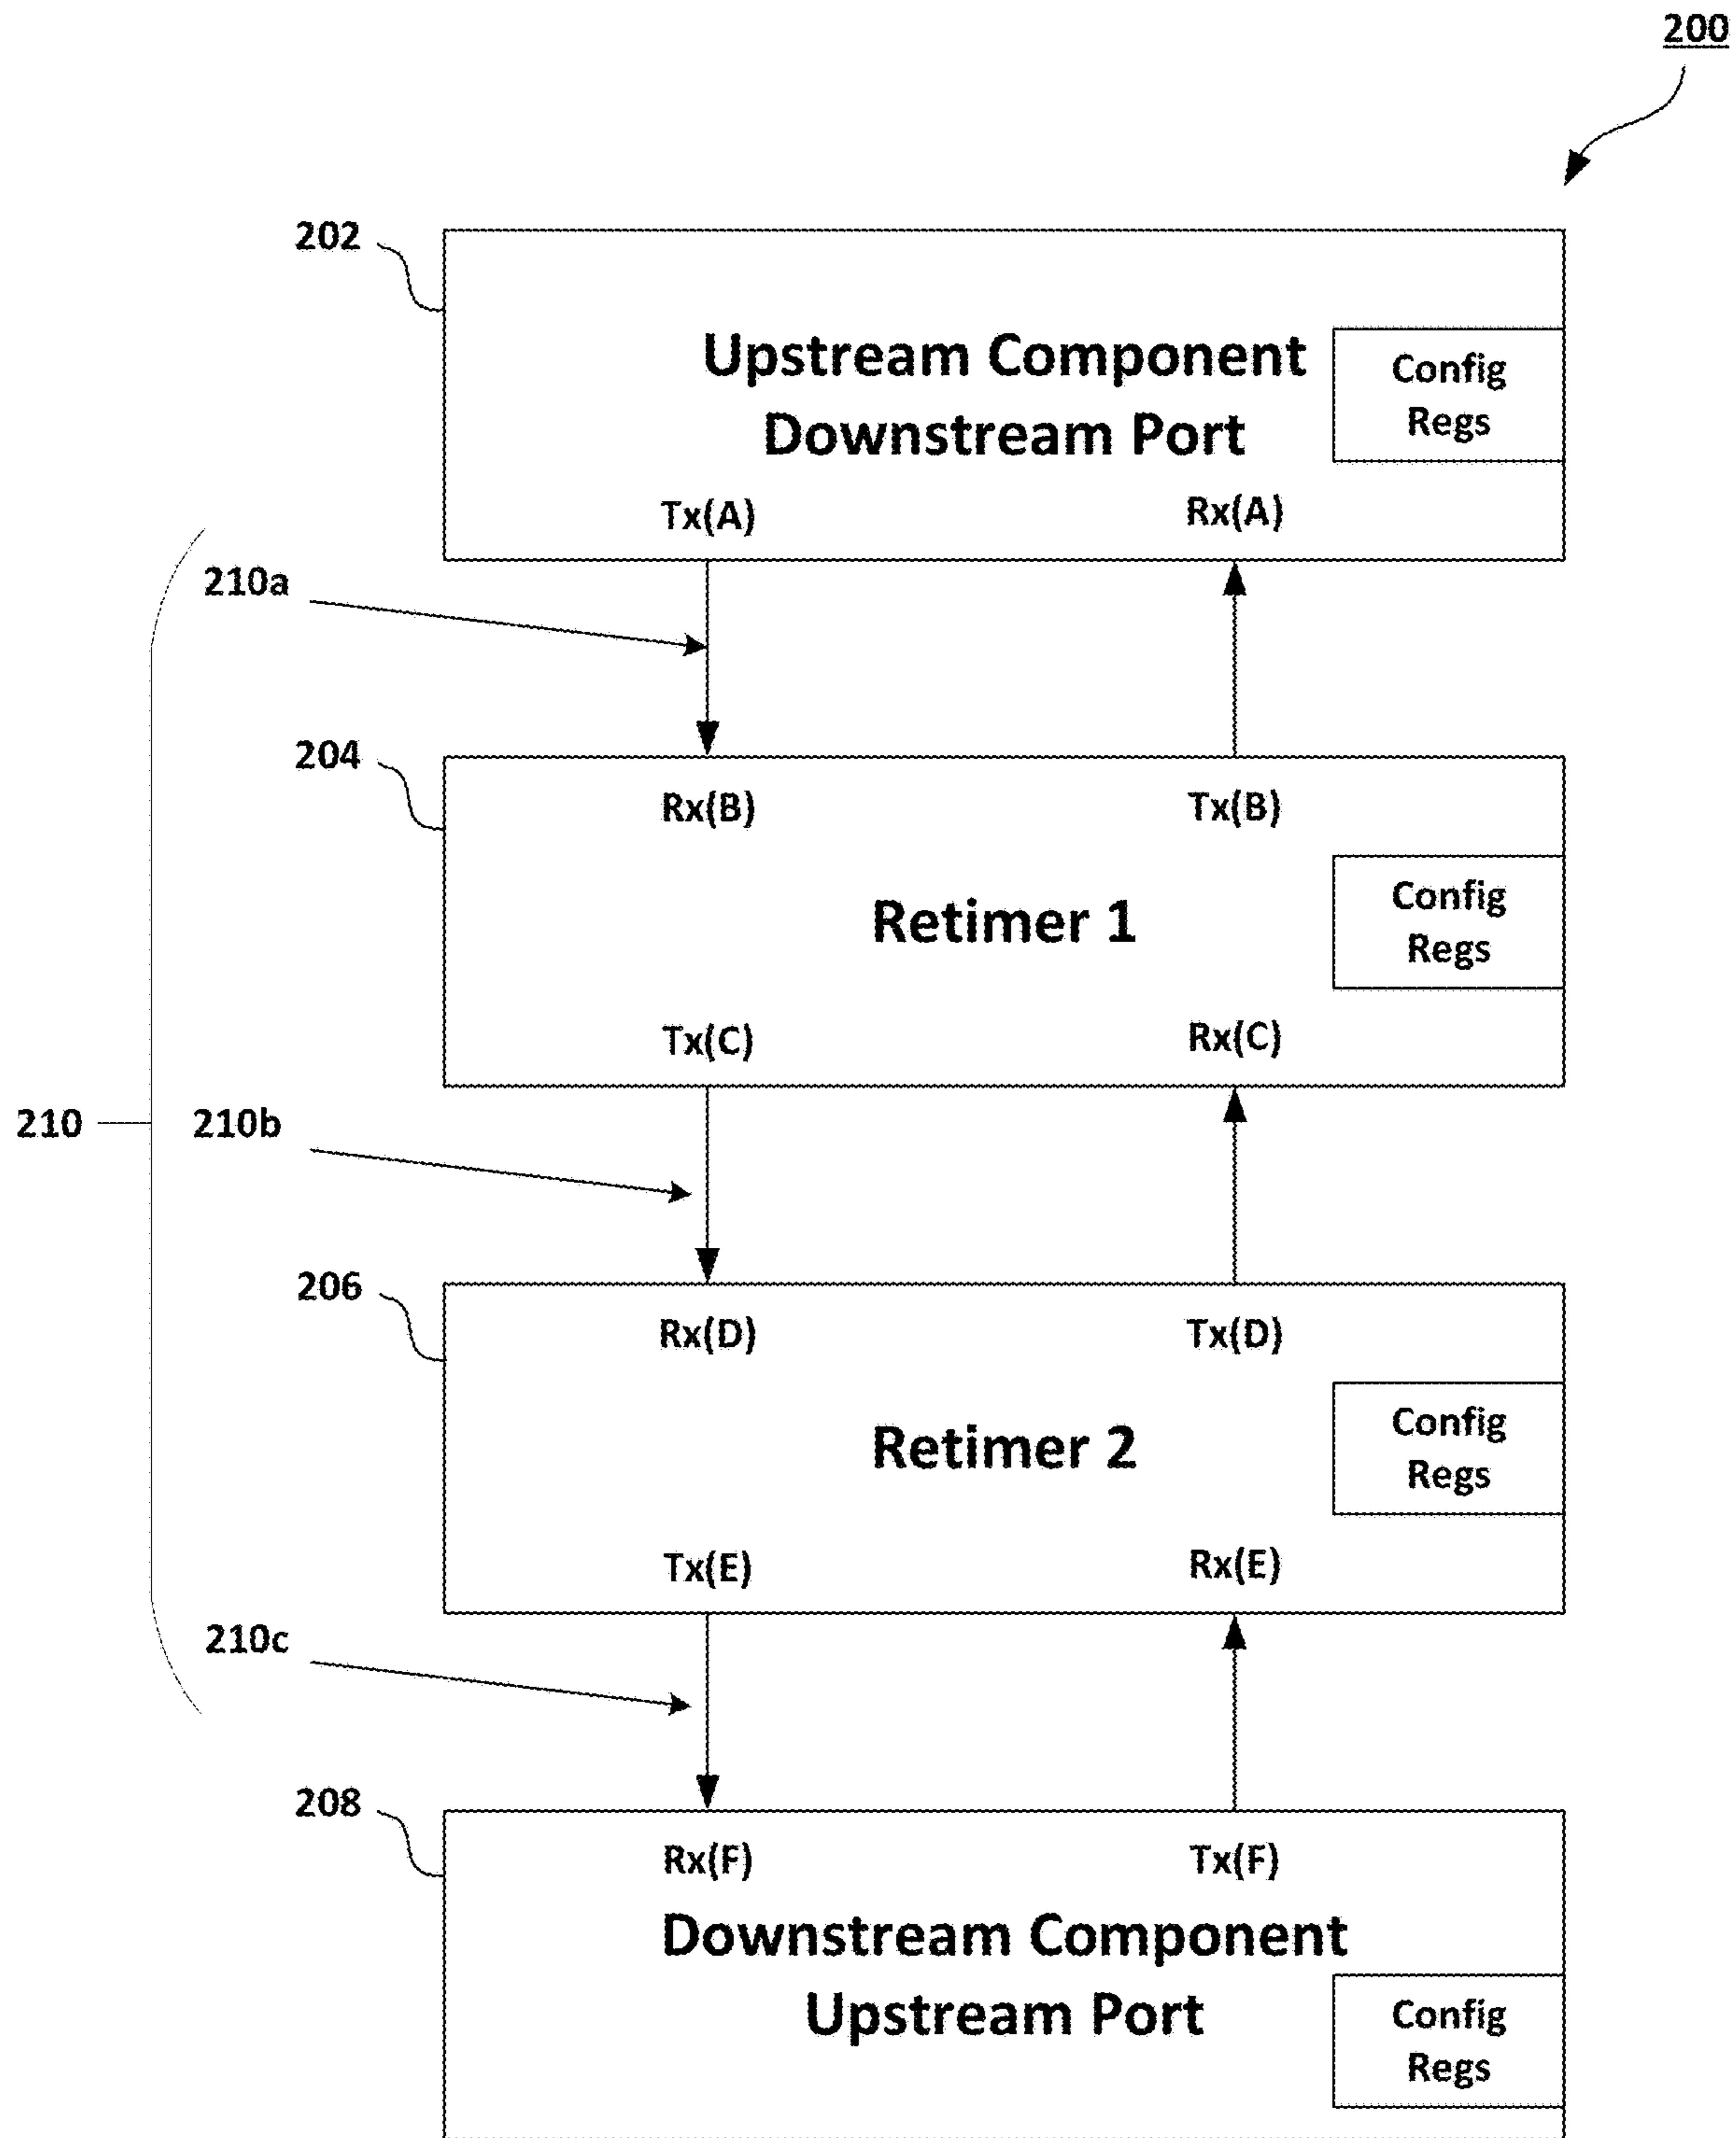 200
202
Upstream Component
Downstream Port
Config
Regs
Tx(A)
Rx(A)
210a
204
Rx(B)
Tx(B)
Retimer 1
Config
Regs
Tx(C)
Rx(C)
210
210b
206
Rx(D)
Tx(D)
Retimer 2
Config
Regs
Tx(E)
Rx(E)
210c
208
Rx(F)
Tx(F)
Downstream Component
Upstream Port
Config
Regs